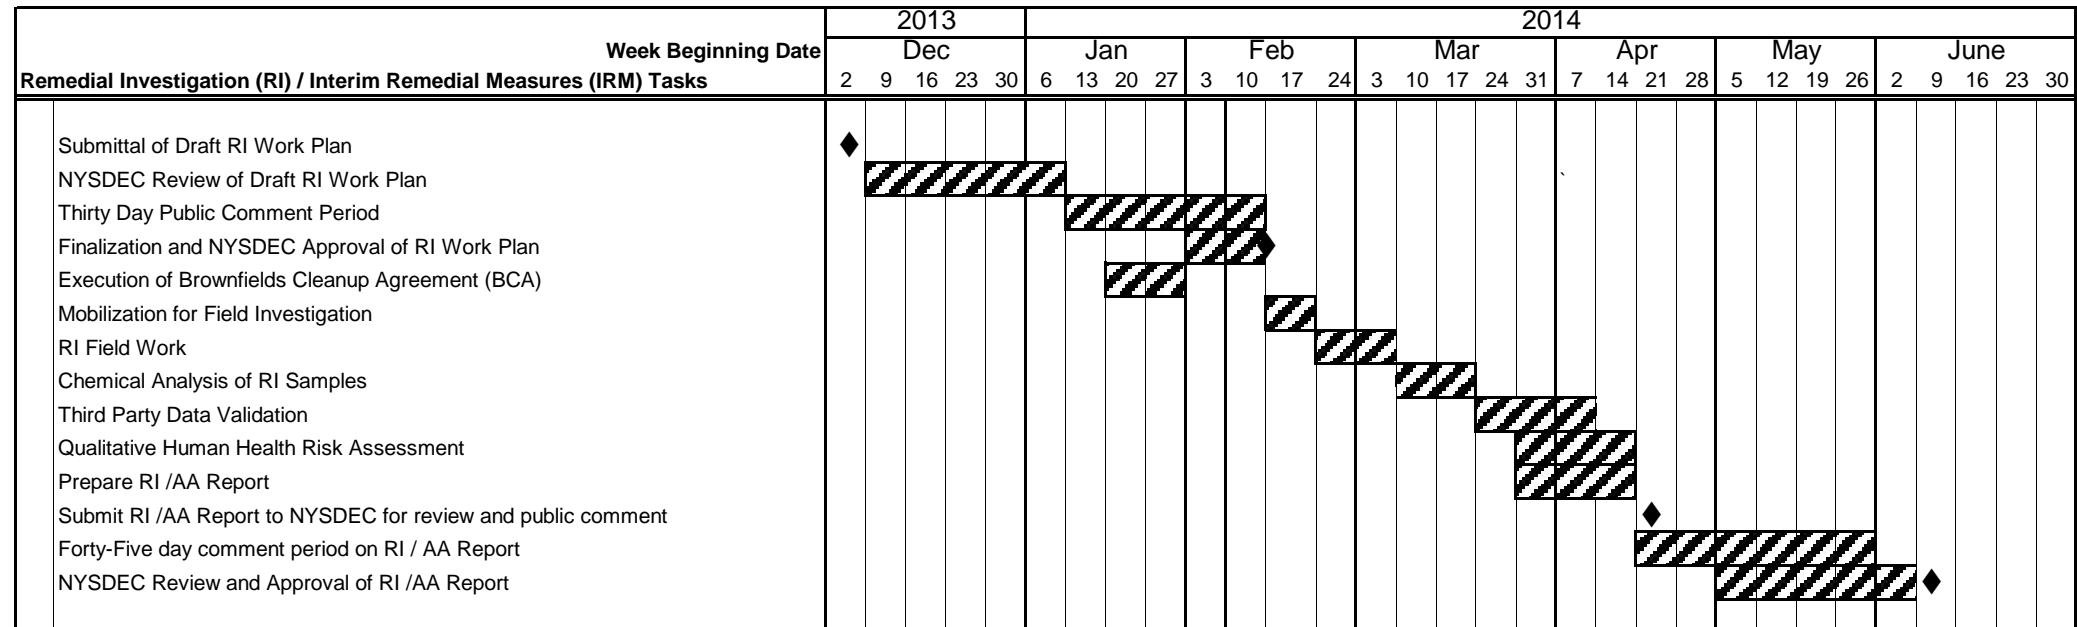 2013 2014
Week Beginning Date Dec Jan Feb Mar Apr May June
Remedial Investigation (RI) / Interim Remedial Measures (IRM) Tasks 2 9 16 23 30 6 13 20 27 3 10 17 24 3 10 17 24 31 7 14 21 28 5 12 19 26 2 9 16 23 30
Submittal of Draft RI Work Plan
NYSDEC Review of Draft RI Work Plan `
Thirty Day Public Comment Period
Finalization and NYSDEC Approval of RI Work Plan
Execution of Brownfields Cleanup Agreement (BCA)
Mobilization for Field Investigation
RI Field Work
Chemical Analysis of RI Samples
Third Party Data Validation
Qualitative Human Health Risk Assessment
Prepare RI /AA Report
Submit RI /AA Report to NYSDEC for review and public comment
Forty-Five day comment period on RI / AA Report
NYSDEC Review and Approval of RI /AA Report